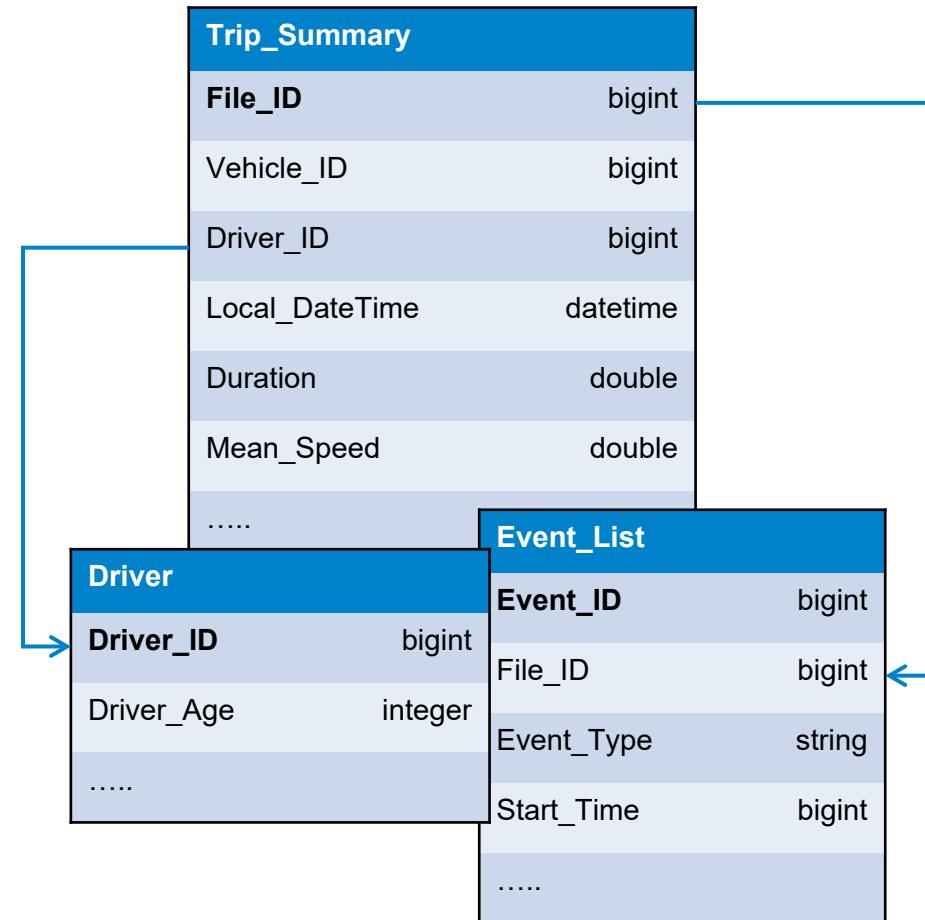 Trip_Summary
File_ID bigint
Vehicle_ID bigint
Driver_ID bigint
Local_DateTime datetime
Duration double
Mean_Speed double
…..
Driver
Driver_ID bigint
Driver_Age integer
…..
Event_List
Event_ID bigint
File_ID bigint
Event_Type string
Start_Time bigint
…..